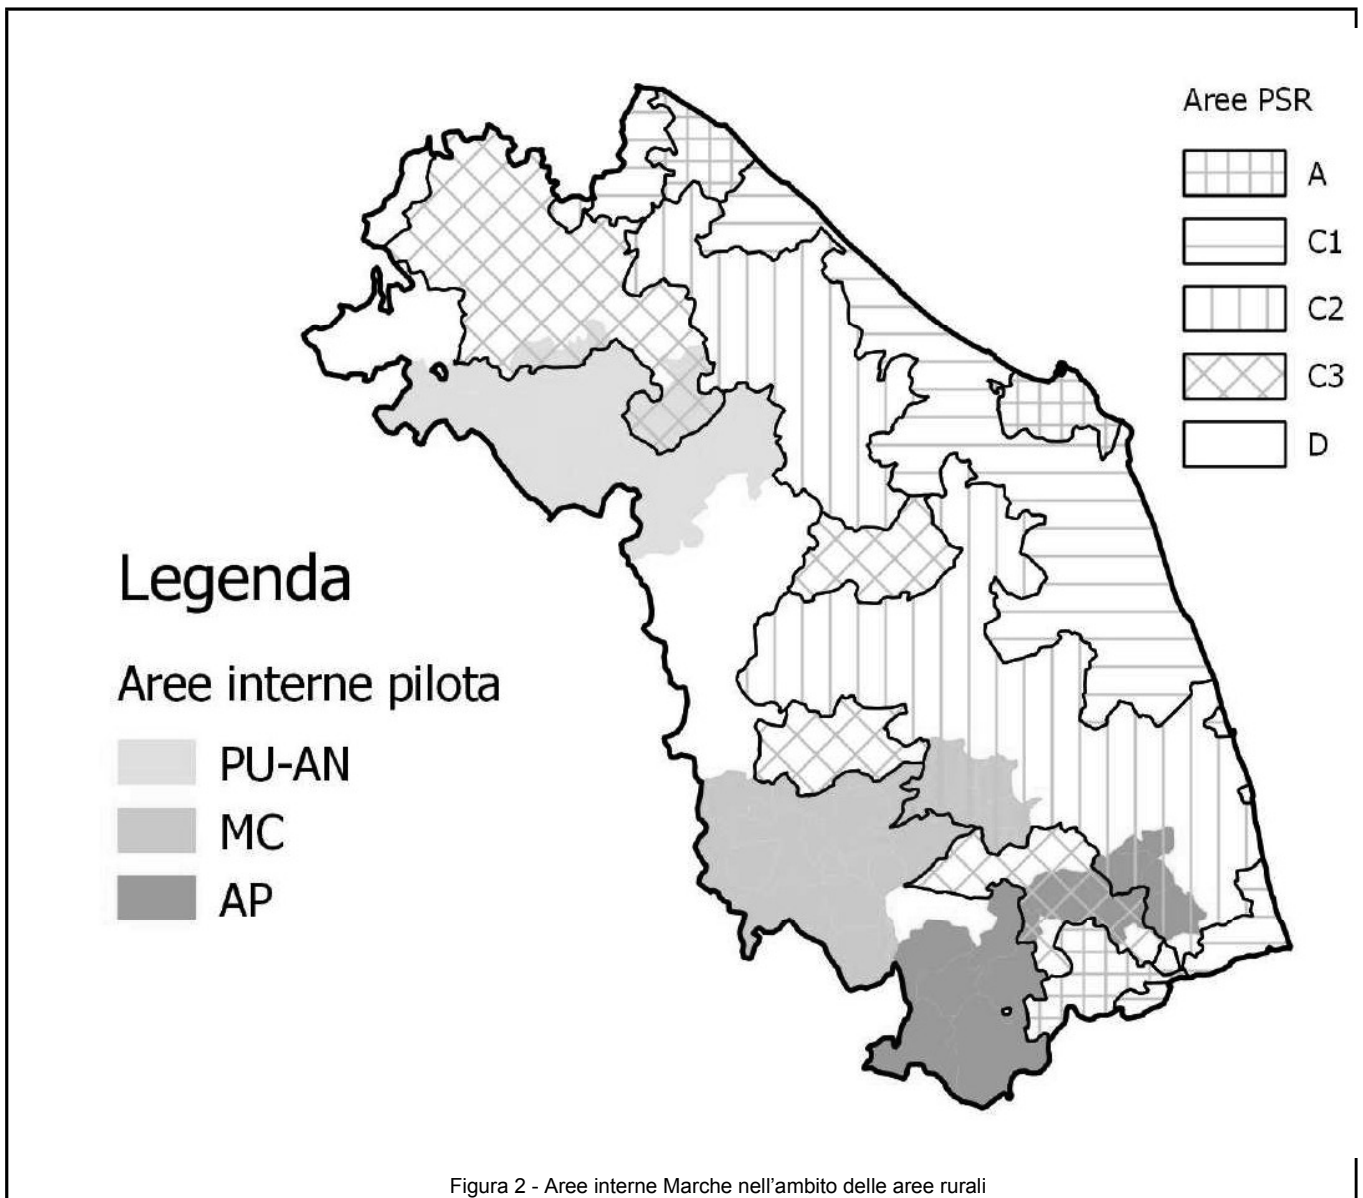 Aree PSR
A
C1
C2
C3
D
Legenda
Aree interne pilota
PU-AN
MC
AP
Figura 2 - Aree interne Marche nell'ambito delle aree rurali